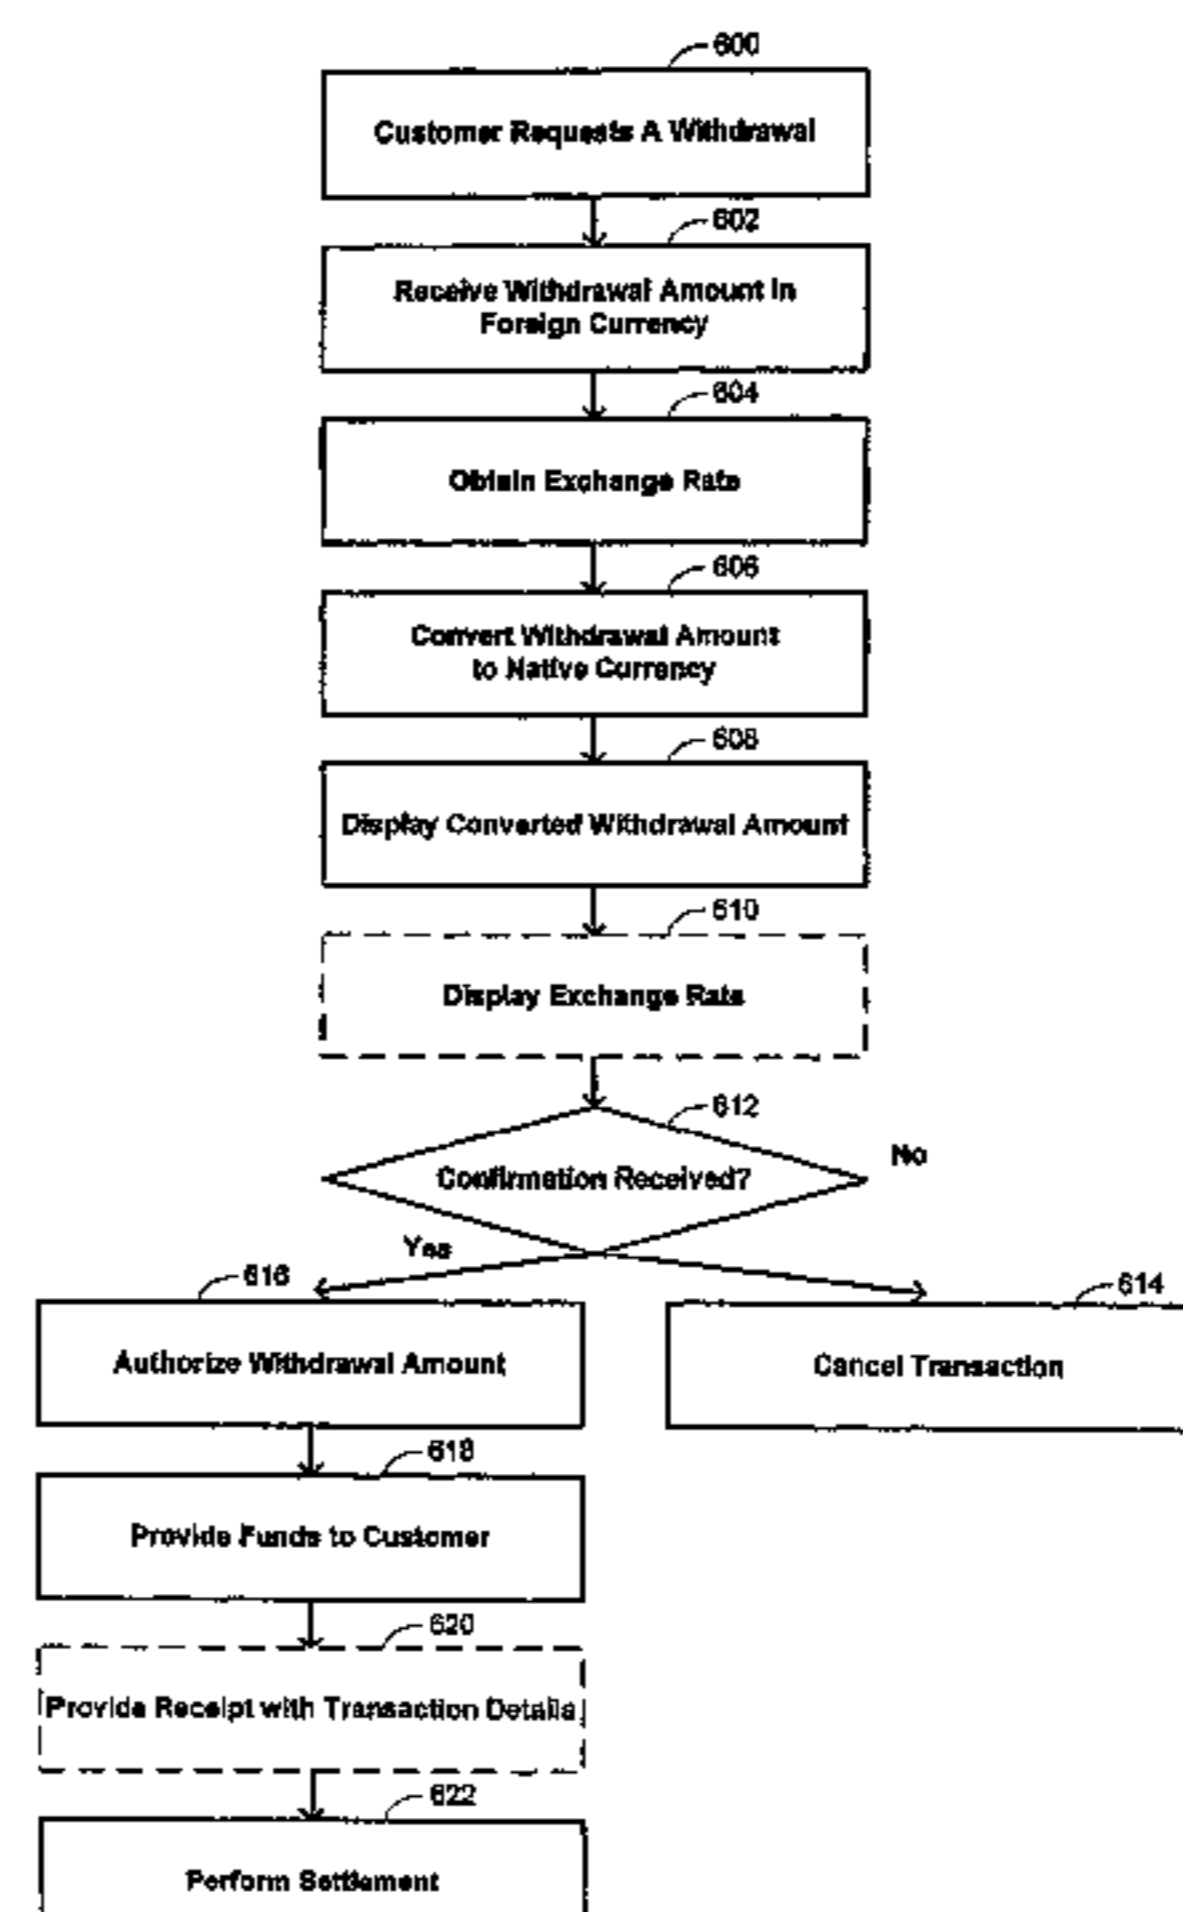 600
Customer Requests A Withdrawal
602
Receive Withdrawal Amount in
Foreign Currency
604
Obtain Exchange Rate
606
Convert Withdrawal Amount
to Native Currency
608
Display Converted Withdrawal Amount
610
Display Exchange Rate
612
Confirmation Received?
No
Yes
616
Authorize Withdrawal Amount
614
Cancel Transaction
618
Provide Funds to Customer
620
Provide Receipt with Transaction Details
622
Perform Settlement